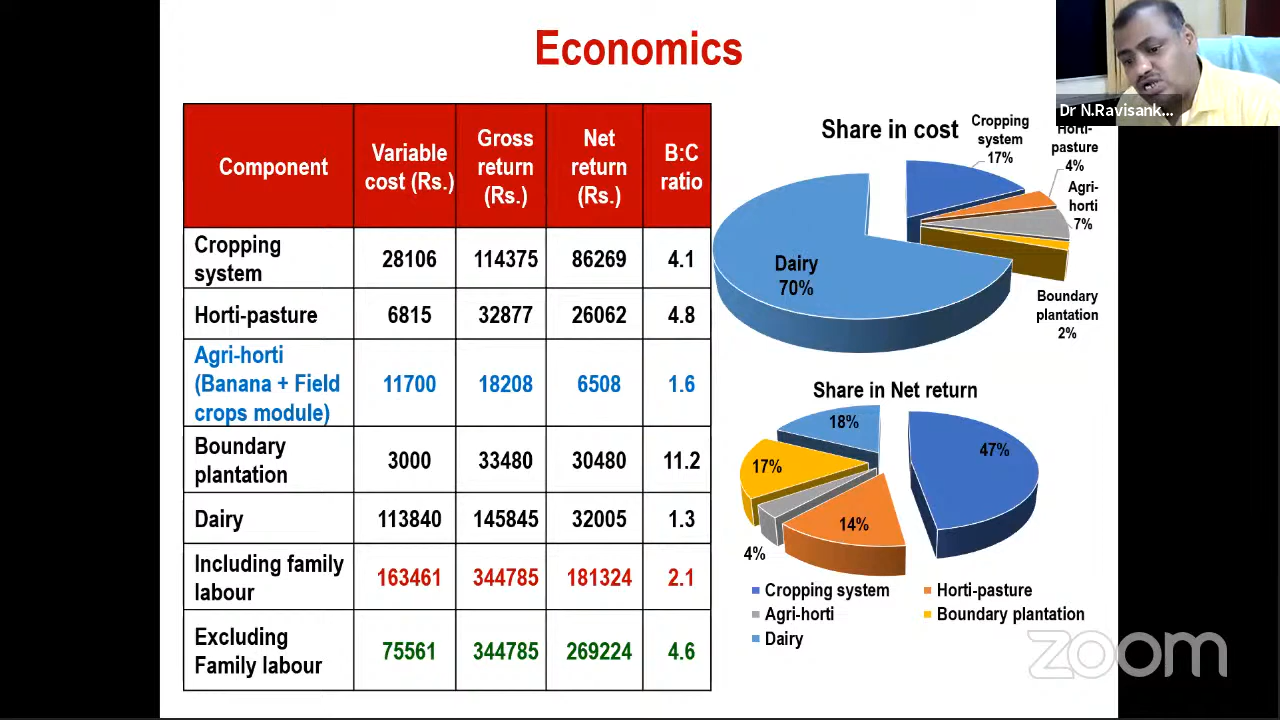 Economics
Component
Variable
cost (Rs.)
Gross
return
(Rs.)
Net
return
(Rs.)
B:C
ratio
Cropping
system
28106
114375
86269
4.1
Horti-pasture
6815
32877
26062
4.8
Agri-horti
(Banana + Field
crops module)
11700
18208
6508
1.6
Boundary
plantation
3000
33480
30480
11.2
Dairy
113840
145845
32005
1.3
Including family
labour
163461
344785
181324
2.1
Excluding
Family labour
75561
344785
269224
4.6
Share in cost
Cropping
system
17%
Horti-
pasture
4%
Agri-
horti
7%
Boundary
plantation
2%
Dairy
70%
Share in Net return
18%
47%
17%
14%
4%
Cropping system
Horti-pasture
Agri-horti
Boundary plantation
Dairy
Dr N.Ravisank...
zoom